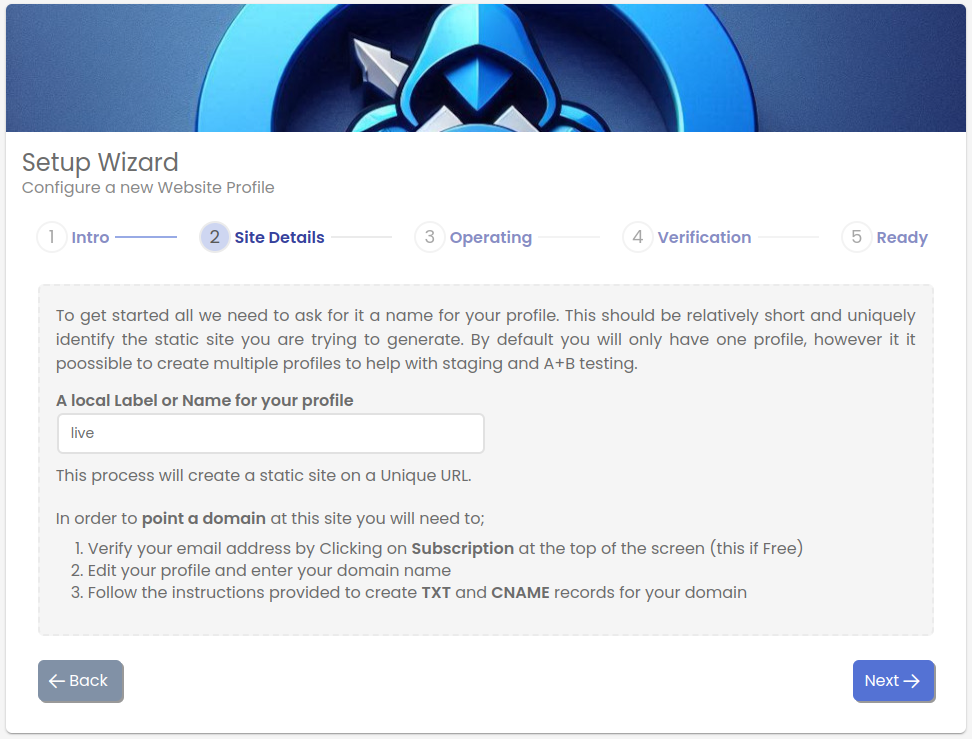 Setup Wizard
Configure a new Website Profile
1 Intro 2 Site Details 3 Operating 4 Verification 5 Ready
To get started all we need to ask for it a name for your profile. This should be relatively short and uniquely
identify the static site you are trying to generate. By default you will only have one profile, however it it
poossible to create multiple profiles to help with staging and A+B testing.
A local Label or Name for your profile
live
This process will create a static site on a Unique URL.
In order to point a domain at this site you will need to;
1. Verify your email address by Clicking on Subscription at the top of the screen (this if Free)
2. Edit your profile and enter your domain name
3. Follow the instructions provided to create TXT and CNAME records for your domain
← Back
Next →